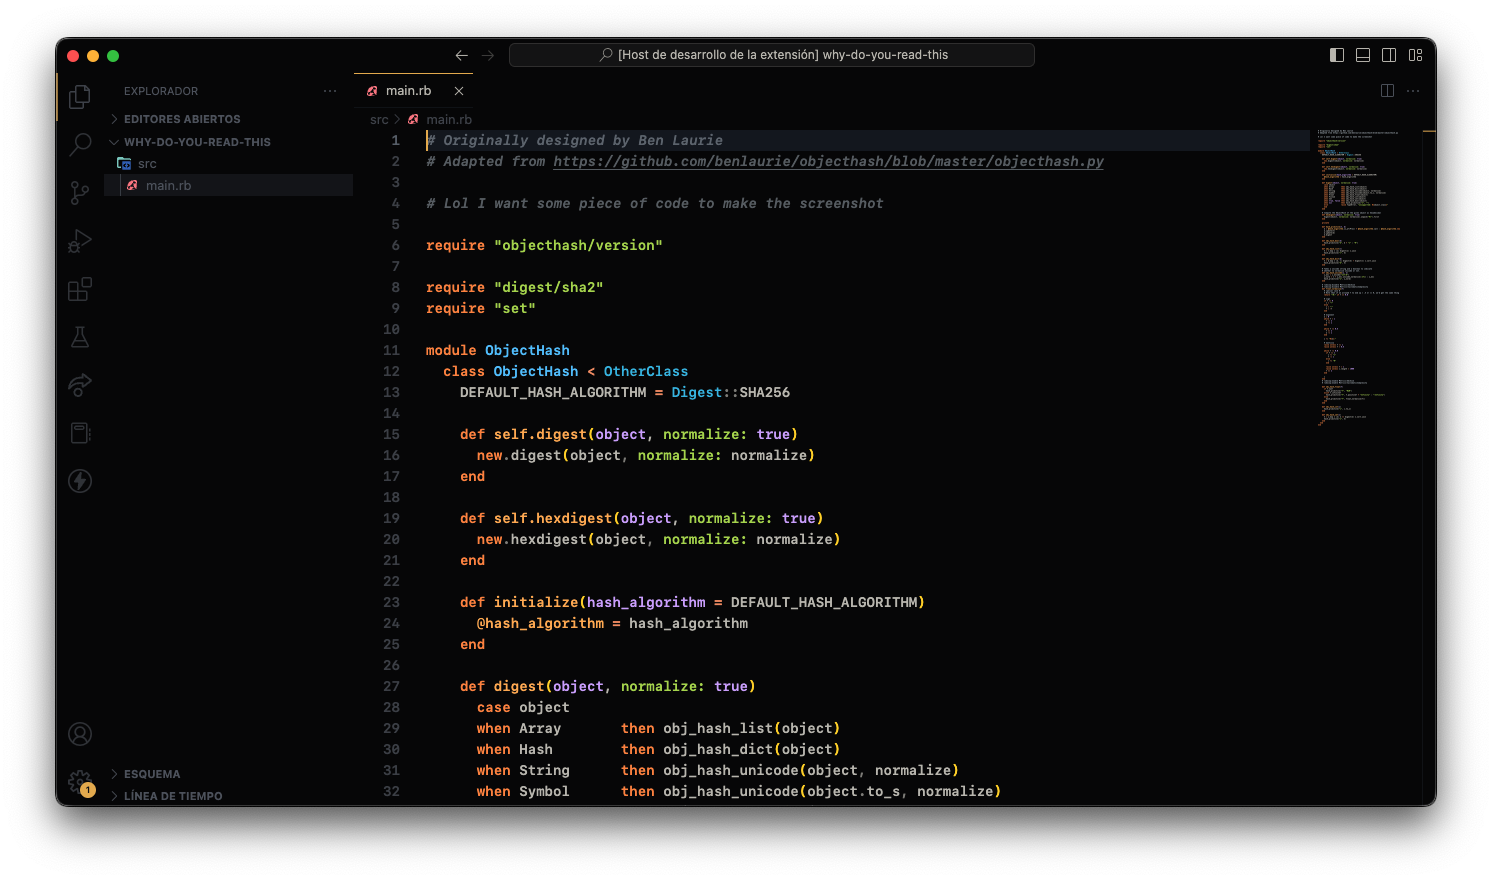 [Host de desarrollo de la extensión] why-do-you-read-this
EXPLORADOR
EDITORES ABIERTOS
WHY-DO-YOU-READ-THIS
src
main.rb
ESQUEMA
LÍNEA DE TIEMPO
1
main.rb
src > main.rb
1 # Originally designed by Ben Laurie
2 # Adapted from https://github.com/benlaurie/objecthash/blob/master/objecthash.py
3
4 # Lol I want some piece of code to make the screenshot
5
6 require "objecthash/version"
7
8 require "digest/sha2"
9 require "set"
10
11 module ObjectHash
12   class ObjectHash < OtherClass
13     DEFAULT_HASH_ALGORITHM = Digest::SHA256
14
15     def self.digest(object, normalize: true)
16       new.digest(object, normalize: normalize)
17     end
18
19     def self.hexdigest(object, normalize: true)
20       new.hexdigest(object, normalize: normalize)
21     end
22
23     def initialize(hash_algorithm = DEFAULT_HASH_ALGORITHM)
24       @hash_algorithm = hash_algorithm
25     end
26
27     def digest(object, normalize: true)
28       case object
29       when Array       then obj_hash_list(object)
30       when Hash        then obj_hash_dict(object)
31       when String      then obj_hash_unicode(object, normalize)
32       when Symbol      then obj_hash_unicode(object.to_s, normalize)